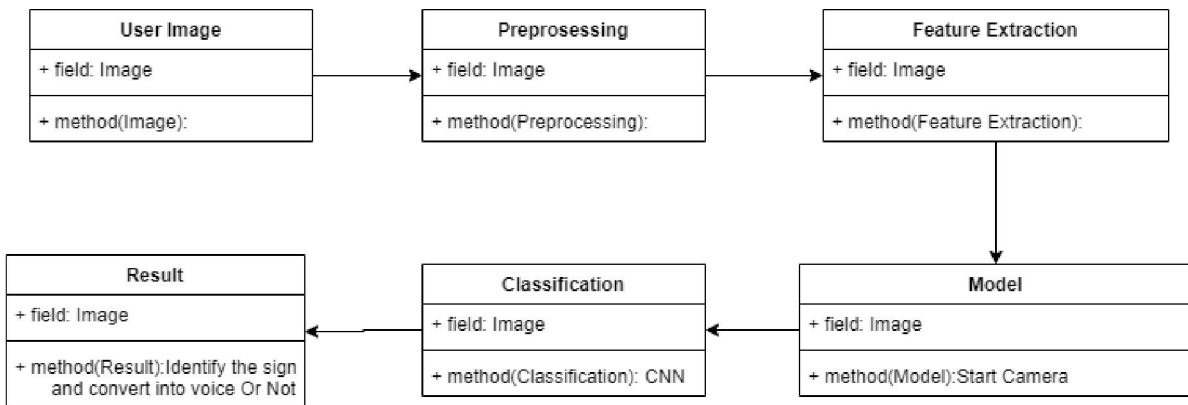 User Image
+ field: Image
+ method(Image):
Preprosessing
+ field: Image
+ method(Preprocessing):
Feature Extraction
+ field: Image
+ method(Feature Extraction):
Result
+ field: Image
+ method(Result):Identify the sign
and convert into voice Or Not
Classification
+ field: Image
+ method(Classification): CNN
Model
+ field: Image
+ method(Model):Start Camera